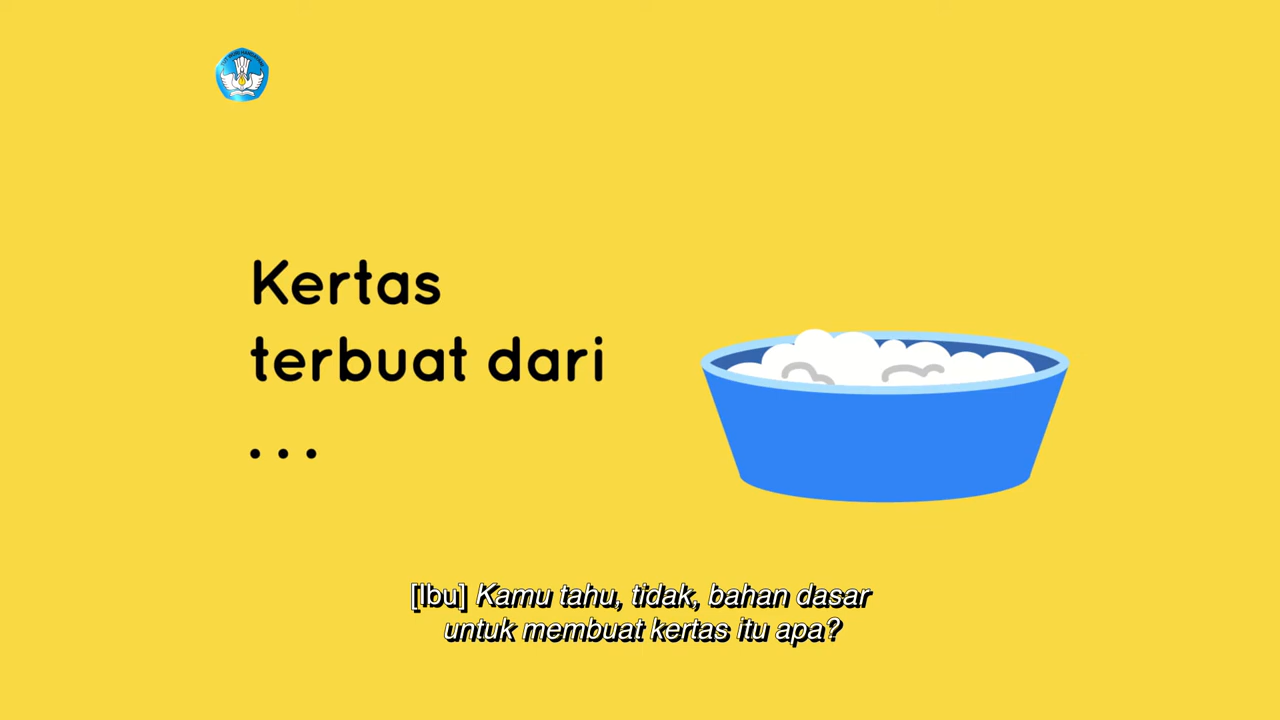 Kertas
terbuat dari
...
[Ibu] Kamu tahu, tidak, bahan dasar
untuk membuat kertas itu apa?